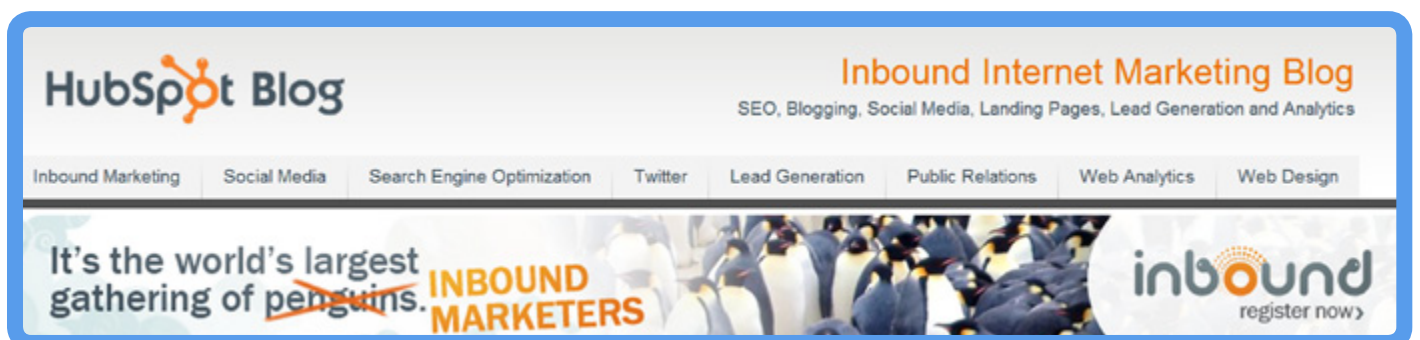 HubSpot Blog
Inbound Internet Marketing Blog
SEO, Blogging, Social Media, Landing Pages, Lead Generation and Analytics
Inbound Marketing Social Media Search Engine Optimization Twitter Lead Generation Public Relations Web Analytics Web Design
It's the world's largest
gathering of penguins.
INBOUND
MARKETERS
inbound
register now>